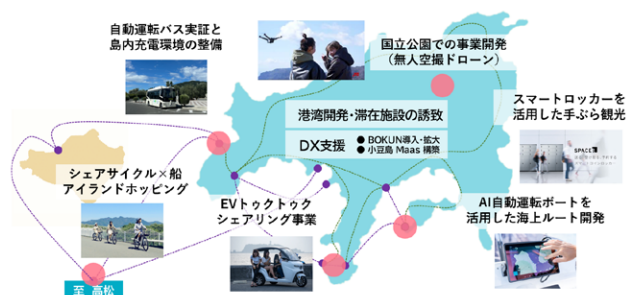 自動運転バス実証と
島内充電環境の整備
国立公園での事業開発
（無人空撮ドローン）
スマートロッカーを
活用した手ぶら観光
港湾開発・滞在施設の誘致
DX支援
● BOKUN導入・拡大
● 小豆島 Maas 構築
シェアサイクル×船
アイランドホッピング
EVトゥクトゥク
シェアリング事業
AI自動運転ボートを
活用した海上ルート開発
SPACE
至 高松